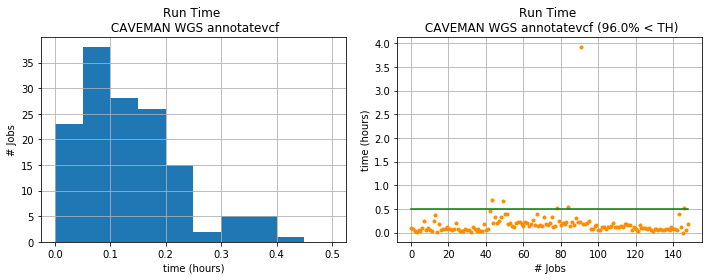 Run Time
CAVEMAN WGS annotatevcf
# Jobs
35
30
25
20
15
10
5
0
0.0 0.1 0.2 0.3 0.4 0.5
time (hours)
Run Time
CAVEMAN WGS annotatevcf (96.0% < TH)
time (hours)
4.0
3.5
3.0
2.5
2.0
1.5
1.0
0.5
0.0
0 20 40 60 80 100 120 140
# Jobs